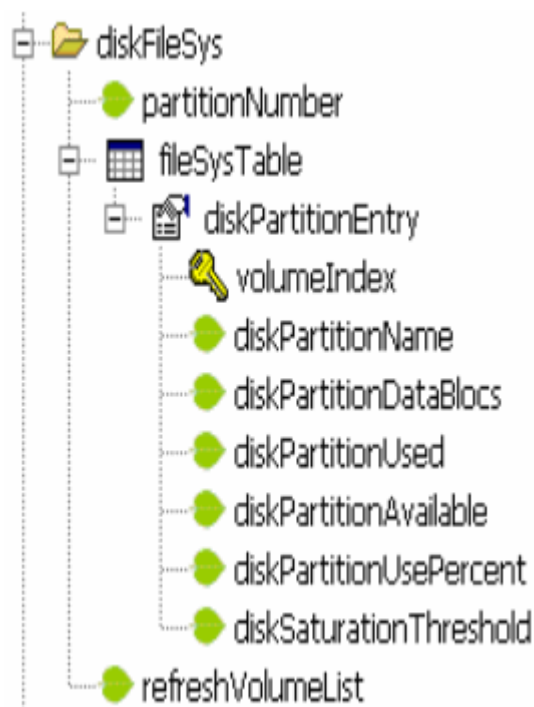 diskFileSys
partitionNumber
fileSysTable
diskPartitionEntry
volumeIndex
diskPartitionName
diskPartitionDataBlocs
diskPartitionUsed
diskPartitionAvailable
diskPartitionUsePercent
diskSaturationThreshold
refreshVolumeList